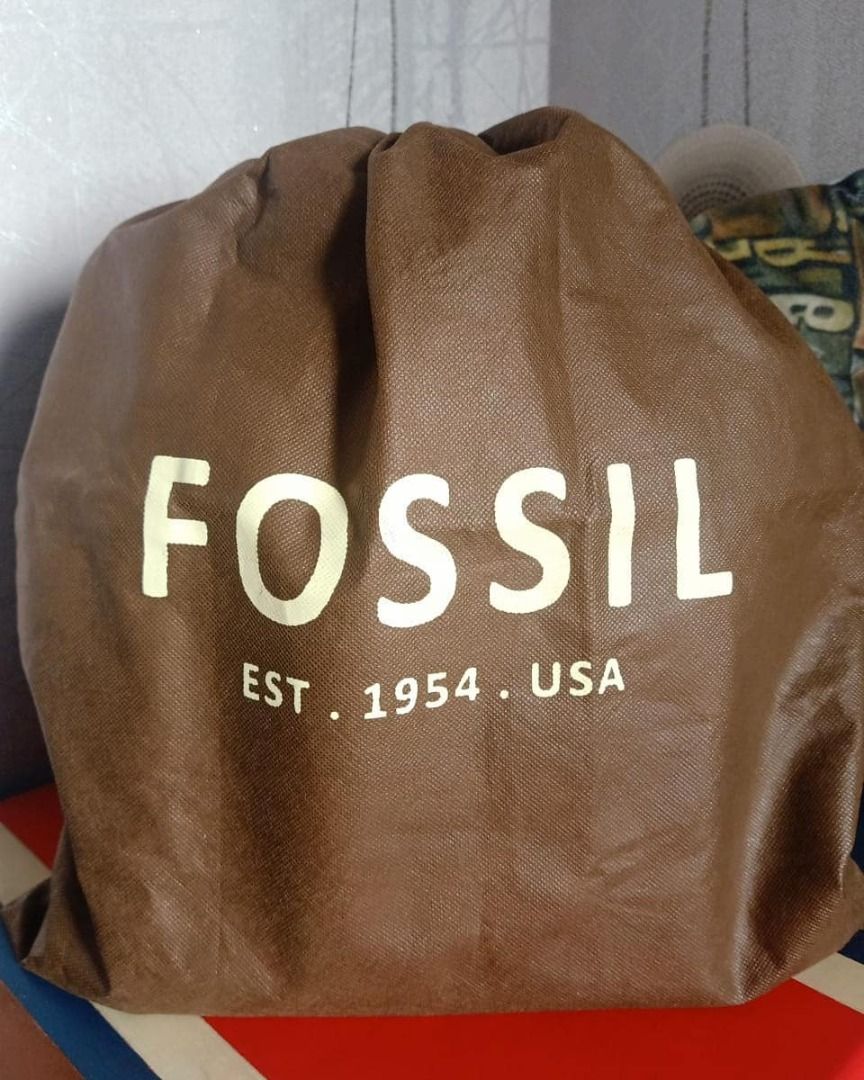 FOSSIL
EST . 1954 . USA